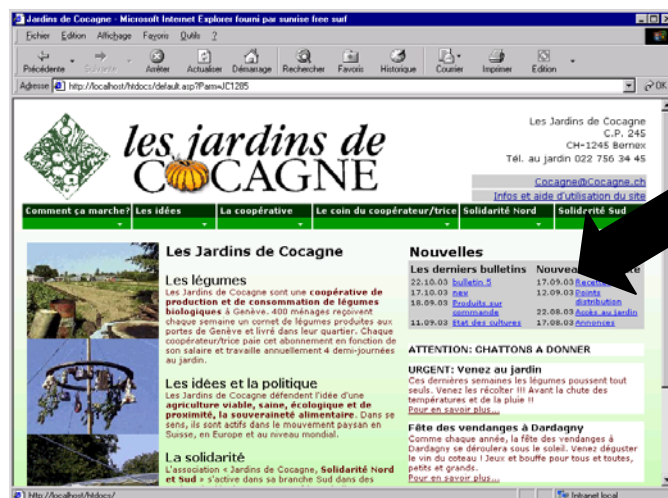 Jardins de Cocagne - Microsoft Internet Explorer fourni par sunrise free surf
Fichier Edition Affichage Favoris Outils ?
Précédente Suivante Arrêter Actualiser Démarrage Rechercher Favoris Historique Courrier Imprimer Edition
Adresse http://localhost/htdocs/default.asp?Param=JC1285 OK
les jardins de
COCAGNE
Les Jardins de Cocagne
C.P. 245
CH-1245 Bernex
Tél. au jardin 022 756 34 45
Cocagne@Cocagne.ch
Infos et aide d'utilisation du site
Comment ça marche? Les idées La coopérative Le coin du coopérateur/trice Solidarité Nord Solidarité Sud
Les Jardins de Cocagne
Les légumes
Les Jardins de Cocagne sont une coopérative de
production et de consommation de légumes
biologiques à Genève. 400 ménages reçoivent
chaque semaine un cornet de légumes produites aux
portes de Genève et livré dans leur quartier. Chaque
coopérateur/trice paie cet abonnement en fonction de
son salaire et travaille annuellement 4 demi-journées
au jardin.
Les idées et la politique
Les Jardins de Cocagne défendent l'idée d'une
agriculture viable, saine, écologique et de
proximité, la souveraineté alimentaire. Dans se
sens, ils sont actifs dans le mouvement paysan en
Suisse, en Europe et au niveau mondial.
La solidarité
L'association « Jardins de Cocagne, Solidarité Nord
et Sud » s'active dans sa branche Sud dans des
Nouvelles
Les derniers bulletins
22.10.03 bulletin 5
17.10.03 neu
18.09.03 Produits sur
commande
11.09.03 Etat des cultures
17.09.03
12.09.03 Points
distribution
22.08.03 Accès au jardin
17.08.03 Annonces
ATTENTION: CHATTONS A DONNER
URGENT: Venez au jardin
Ces dernières semaines les légumes poussent tout
seuls. Venez les récolter !!! Avant la chute des
températures et de la pluie !!
Pour en savoir plus...
Fête des vendanges à Dardagny
Comme chaque année, la fête des vendanges à
Dardagny se déroulera sous le soleil. Venez déguster
le vin du coteau ! Jeux et bouffe pour tous et toutes,
petits et grands.
Pour en savoir plus...
http://localhost/htdocs/ Intranet local